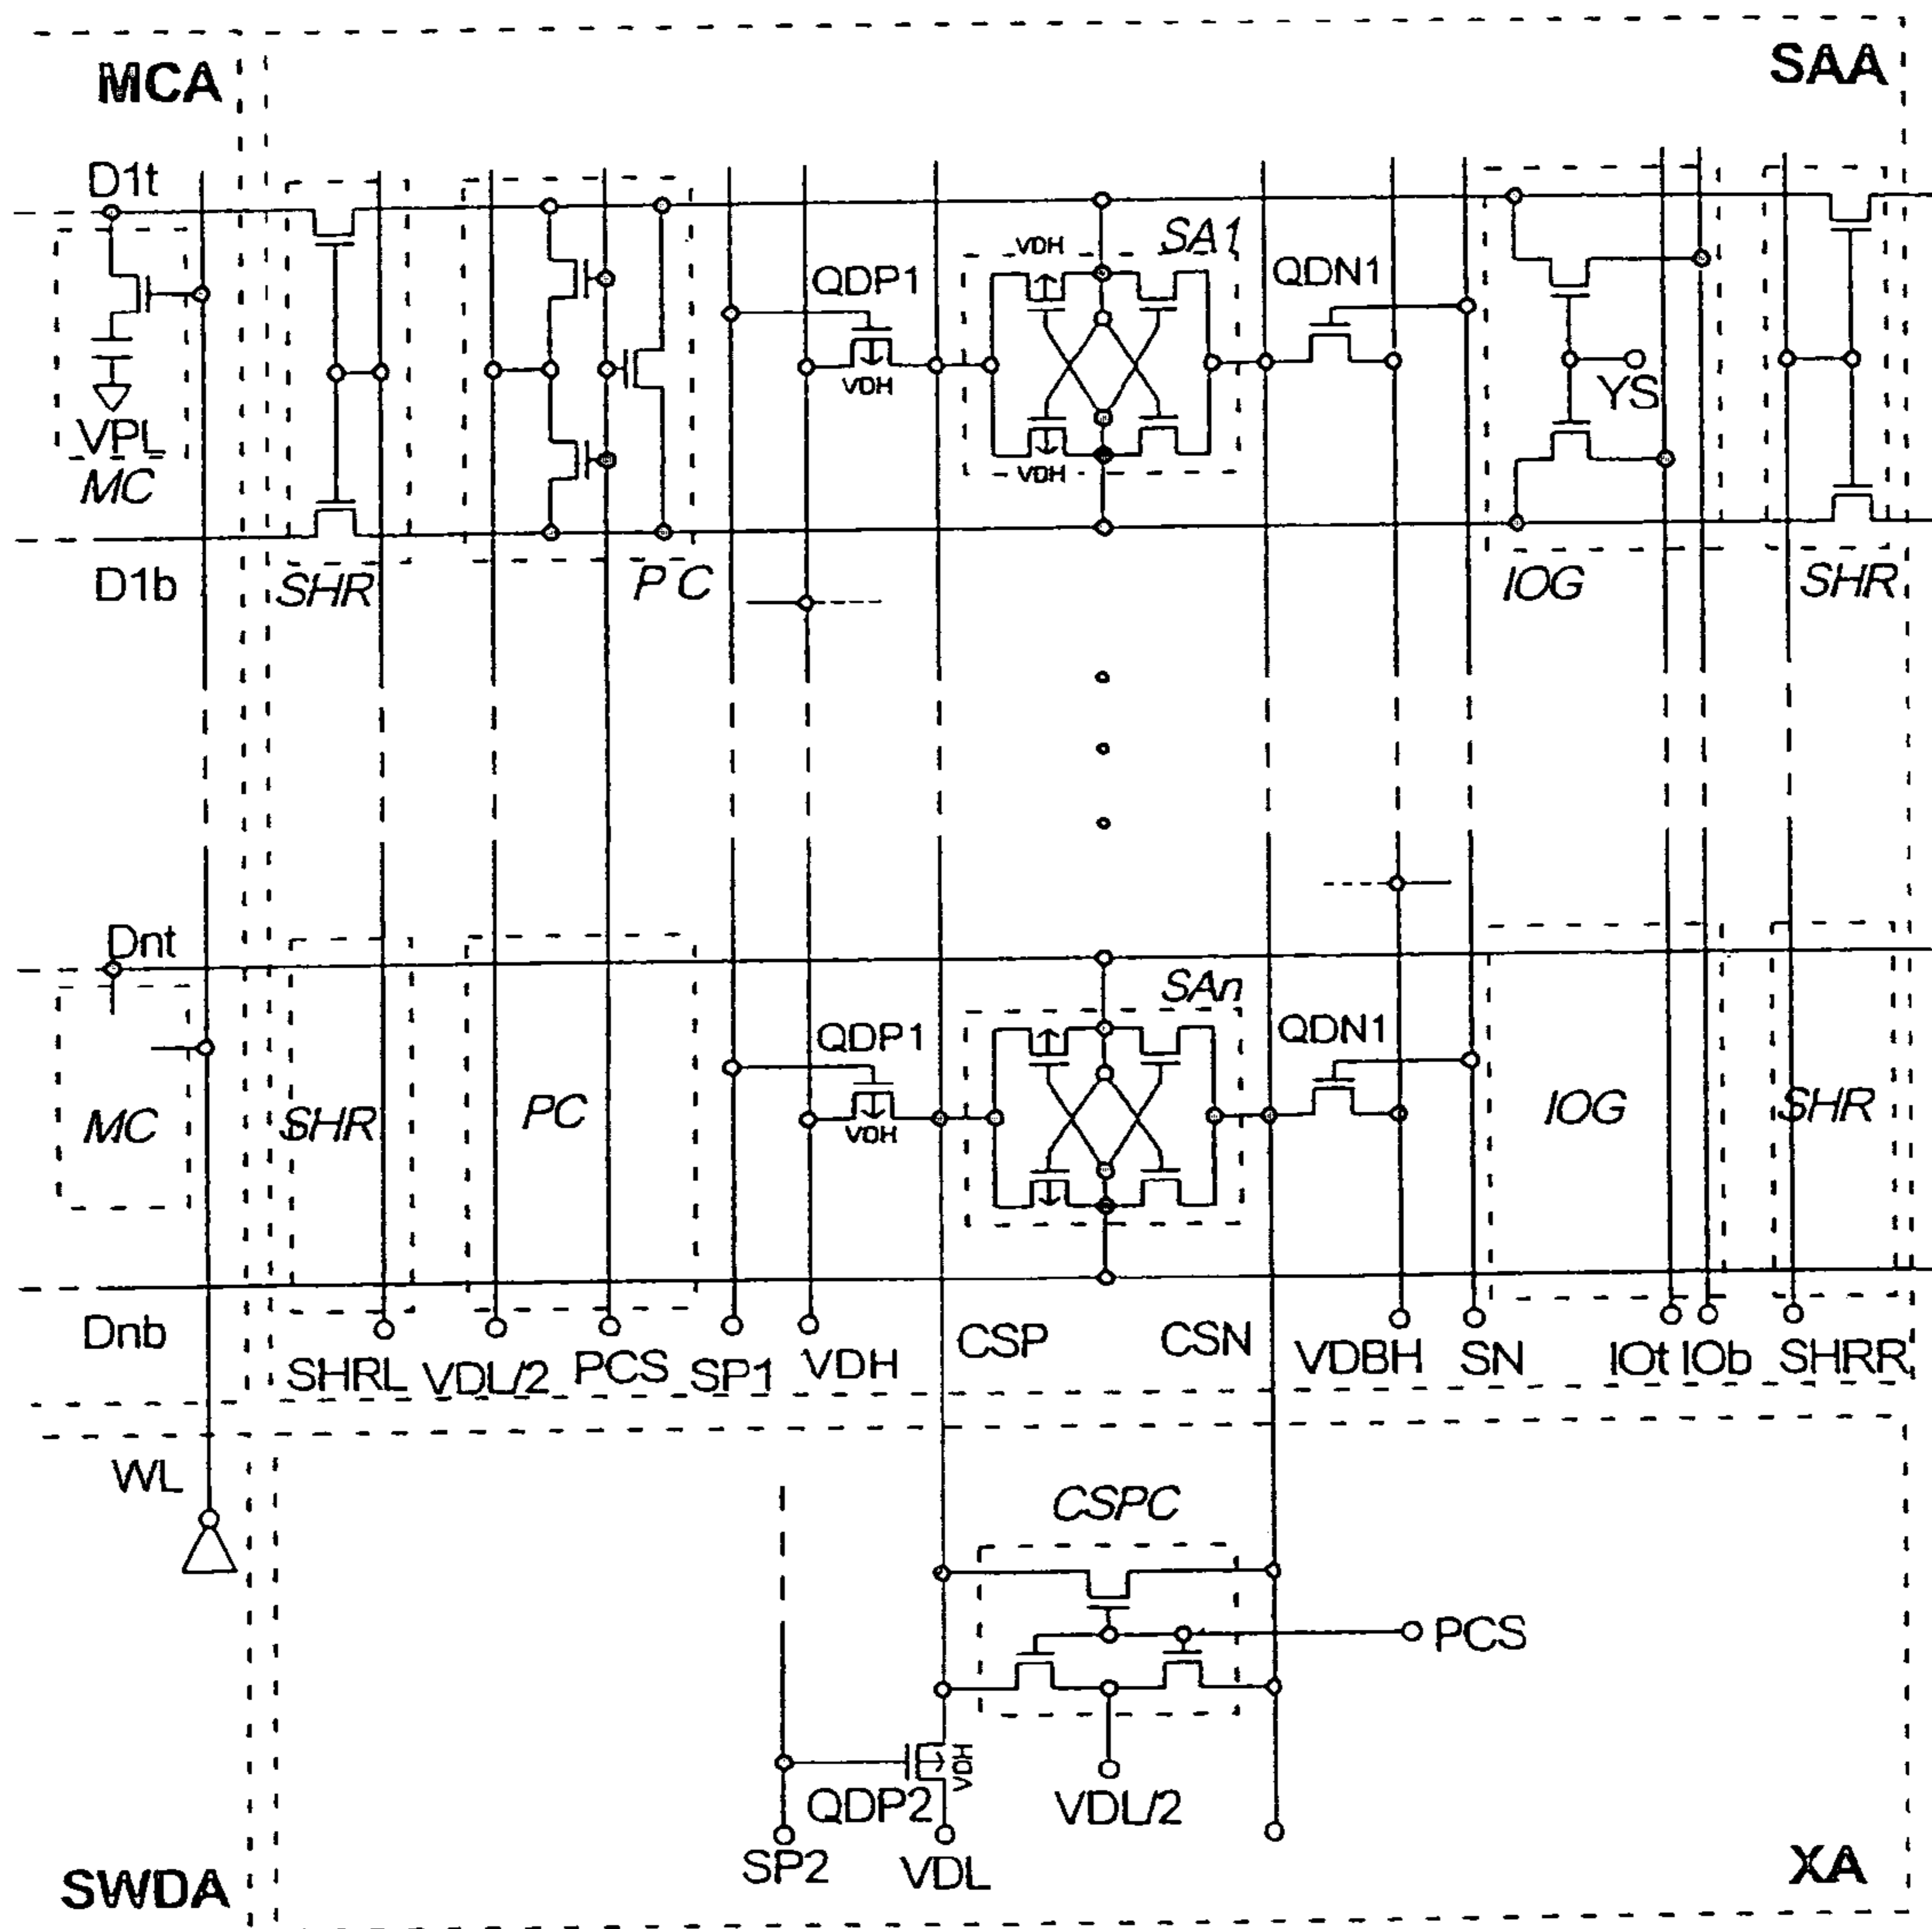 MCA
SAA
D1t
VDH
SA1
QDP1
QDN1
VDH
YS
VPL
VDH
MC
D1b
SHR
PC
IOG
SHR
Dnt
SAn
QDP1
QDN1
VDH
MC
SHR
PC
IOG
SHR
Dnb
SHRL
VDL/2
PCS
SP1
VDH
CSP
CSN
VDBH
SN
IOt
IOb
SHRR
WL
CSPC
PCS
VDH
QDP2
VDL/2
SP2
VDL
SWDA
XA